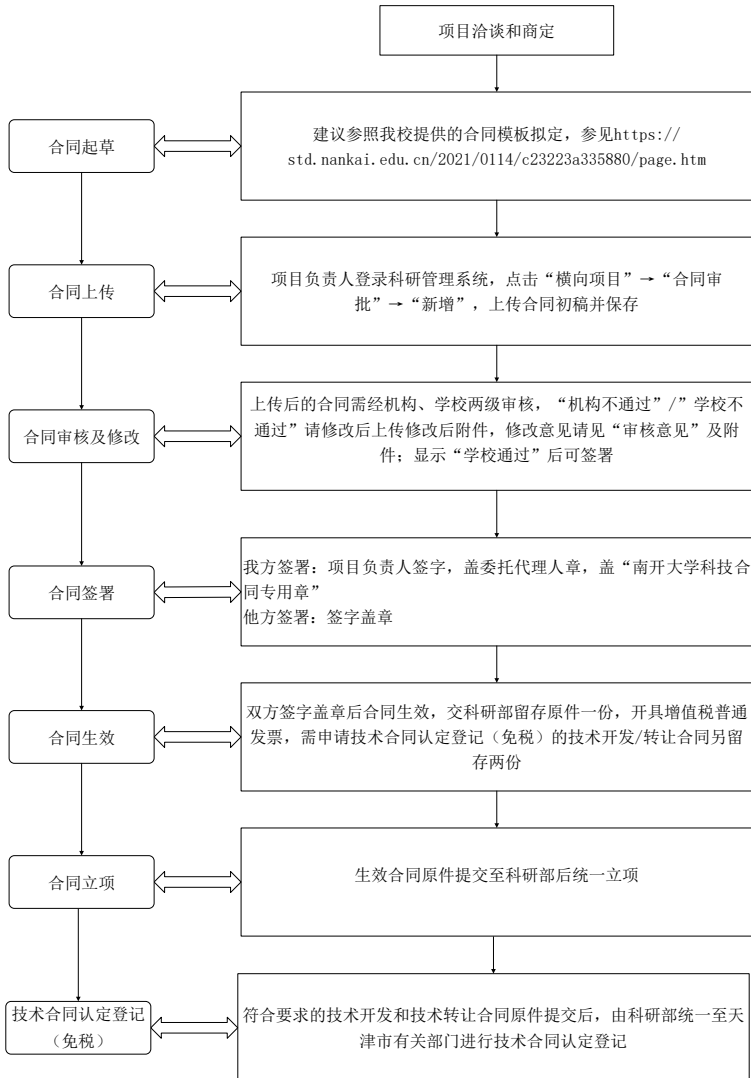 项目洽谈和商定
合同起草
建议参照我校提供的合同模板拟定，参见https://
std.nankai.edu.cn/2021/0114/c23223a335880/page.htm
合同上传
项目负责人登录科研管理系统，点击“横向项目”→“合同审
批”→“新增”，上传合同初稿并保存
合同审核及修改
上传后的合同需经机构、学校两级审核，“机构不通过”/”学校不
通过”请修改后上传修改后附件，修改意见请见“审核意见”及附
件；显示“学校通过”后可签署
合同签署
我方签署：项目负责人签字，盖委托代理人章，盖“南开大学科技合
同专用章”
他方签署：签字盖章
合同生效
双方签字盖章后合同生效，交科研部留存原件一份，开具增值税普通
发票，需申请技术合同认定登记（免税）的技术开发/转让合同另留
存两份
合同立项
生效合同原件提交至科研部后统一立项
技术合同认定登记
（免税）
符合要求的技术开发和技术转让合同原件提交后，由科研部统一至天
津市有关部门进行技术合同认定登记